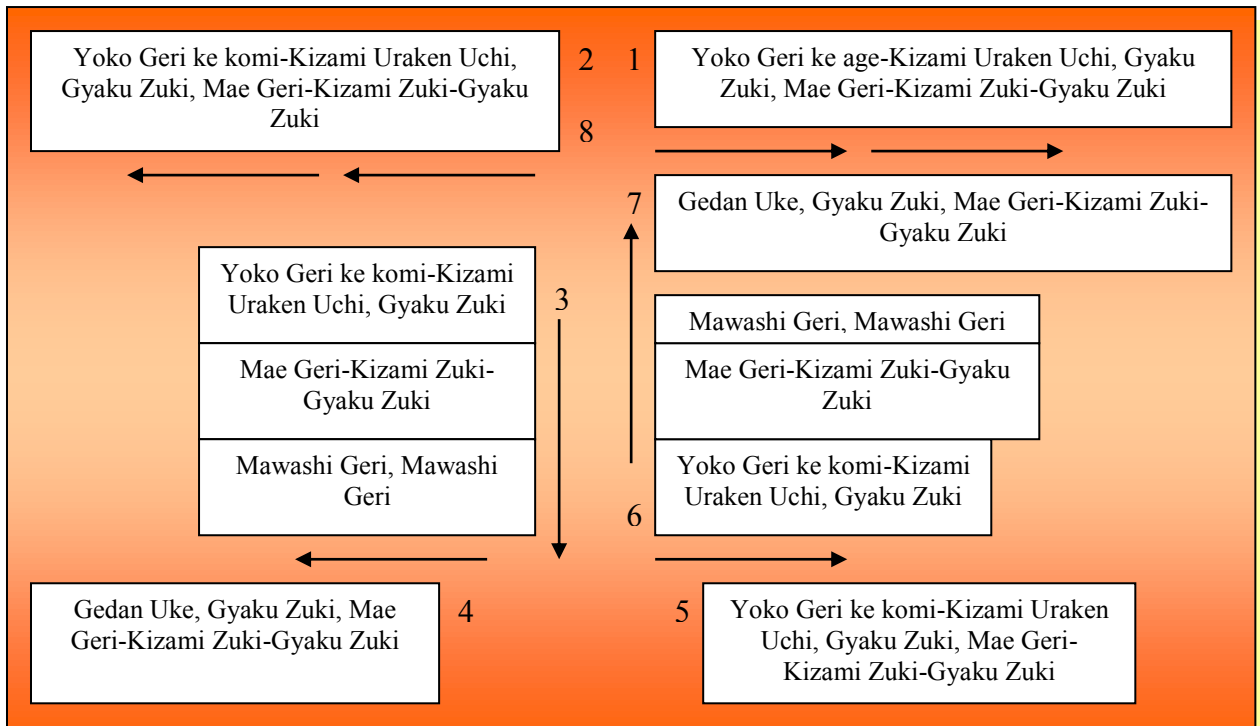 Yoko Geri ke komi-Kizami Uraken Uchi,
Gyaku Zuki, Mae Geri-Kizami Zuki-Gyaku
Zuki
2
1
Yoko Geri ke age-Kizami Uraken Uchi, Gyaku
Zuki, Mae Geri-Kizami Zuki-Gyaku Zuki
8
7
Gedan Uke, Gyaku Zuki, Mae Geri-Kizami Zuki-
Gyaku Zuki
Yoko Geri ke komi-Kizami
Uraken Uchi, Gyaku Zuki
3
Mae Geri-Kizami Zuki-
Gyaku Zuki
Mawashi Geri, Mawashi
Geri
Mawashi Geri, Mawashi Geri
Mae Geri-Kizami Zuki-Gyaku
Zuki
Yoko Geri ke komi-Kizami
Uraken Uchi, Gyaku Zuki
6
Gedan Uke, Gyaku Zuki, Mae
Geri-Kizami Zuki-Gyaku Zuki
4
5
Yoko Geri ke komi-Kizami Uraken
Uchi, Gyaku Zuki, Mae Geri-
Kizami Zuki-Gyaku Zuki